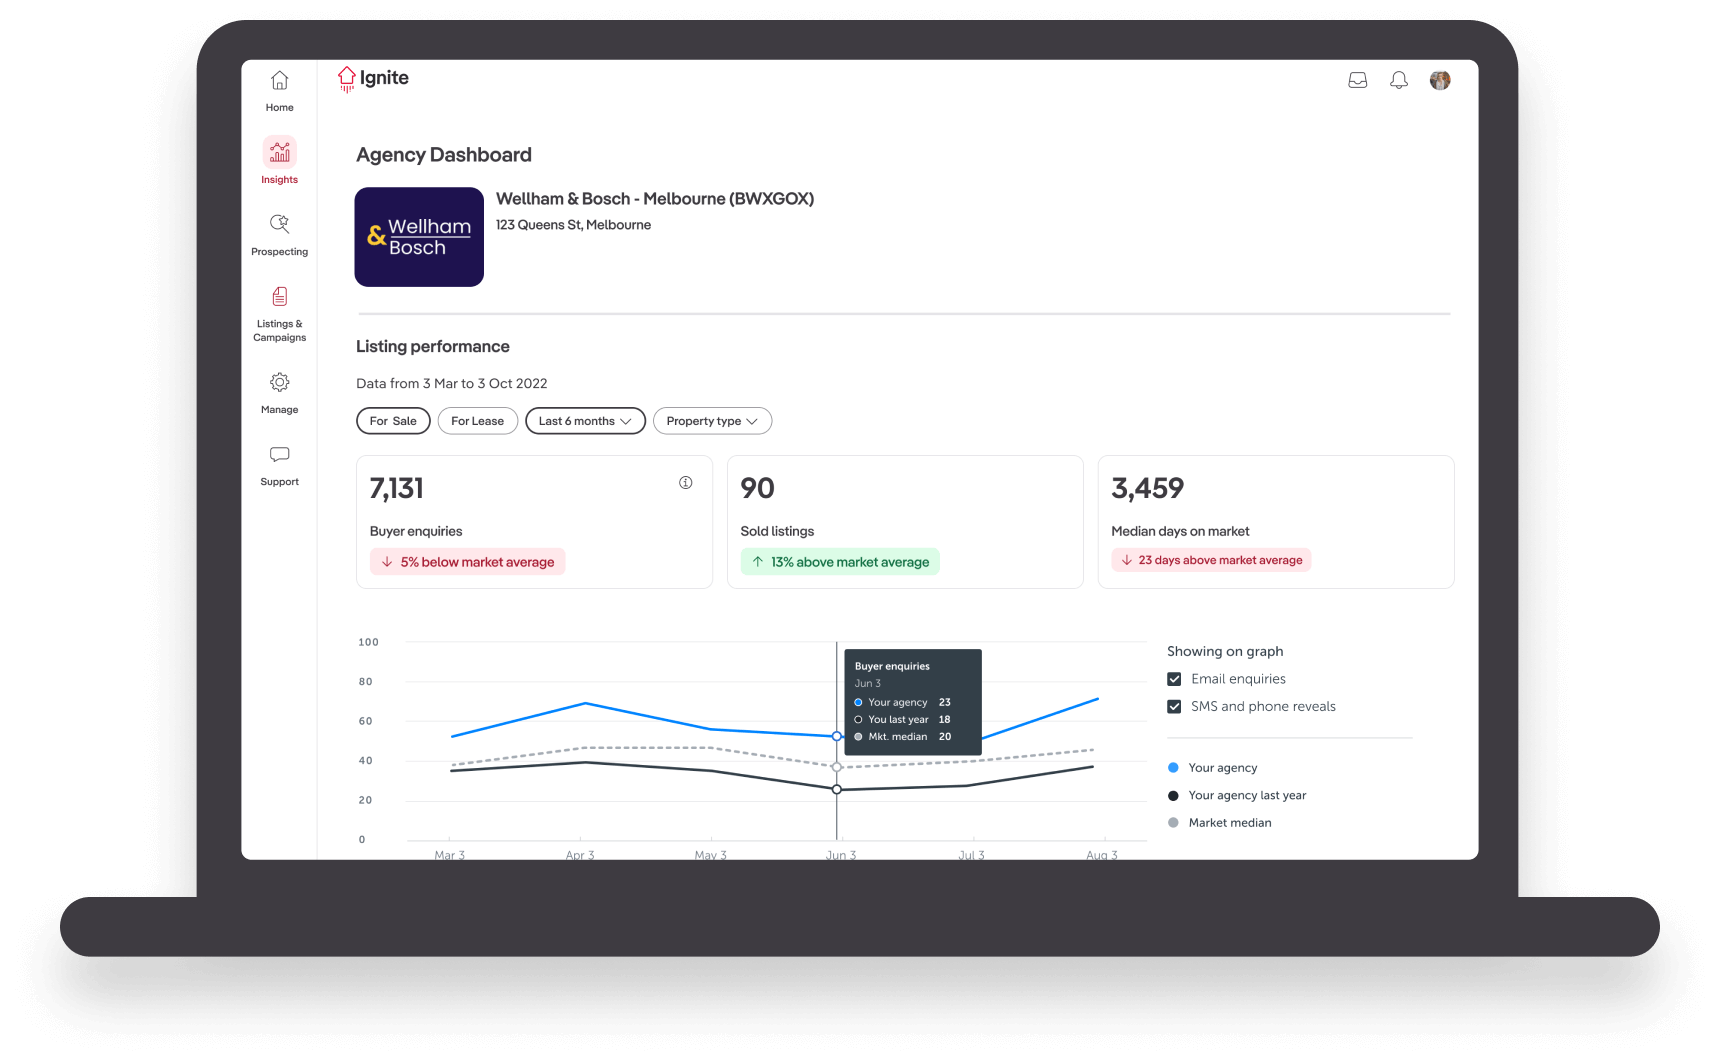 Ignite
Home
Insights
Prospecting
Listings &
Campaigns
Manage
Support
Agency Dashboard
& Wellham
Bosch
Wellham & Bosch - Melbourne (BWXGOX)
123 Queens St, Melbourne
Listing performance
Data from 3 Mar to 3 Oct 2022
For Sale
For Lease
Last 6 months
Property type
7,131
Buyer enquiries
5% below market average
90
Sold listings
13% above market average
3,459
Median days on market
23 days above market average
100
80
60
40
20
0
Mar 3
Apr 3
May 3
Jun 3
Jul 3
Aug 3
Buyer enquiries
Jun 3
Your agency 23
You last year 18
Mkt. median 20
Showing on graph
Email enquiries
SMS and phone reveals
Your agency
Your agency last year
Market median